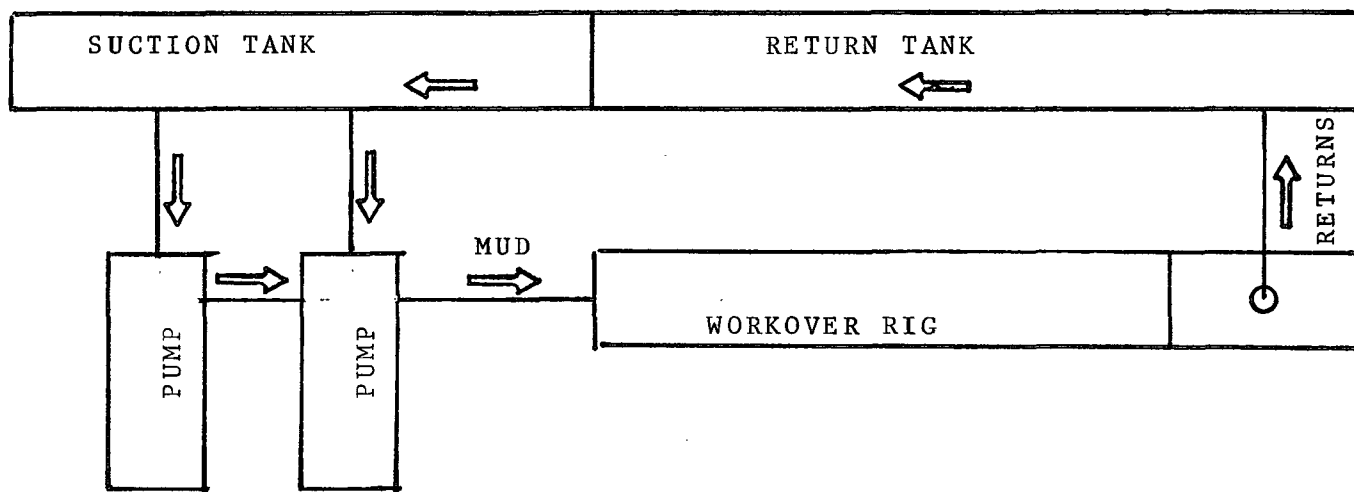 SUCTION TANK
RETURN TANK
RETURNS
MUD
PUMP
PUMP
WORKOVER RIG